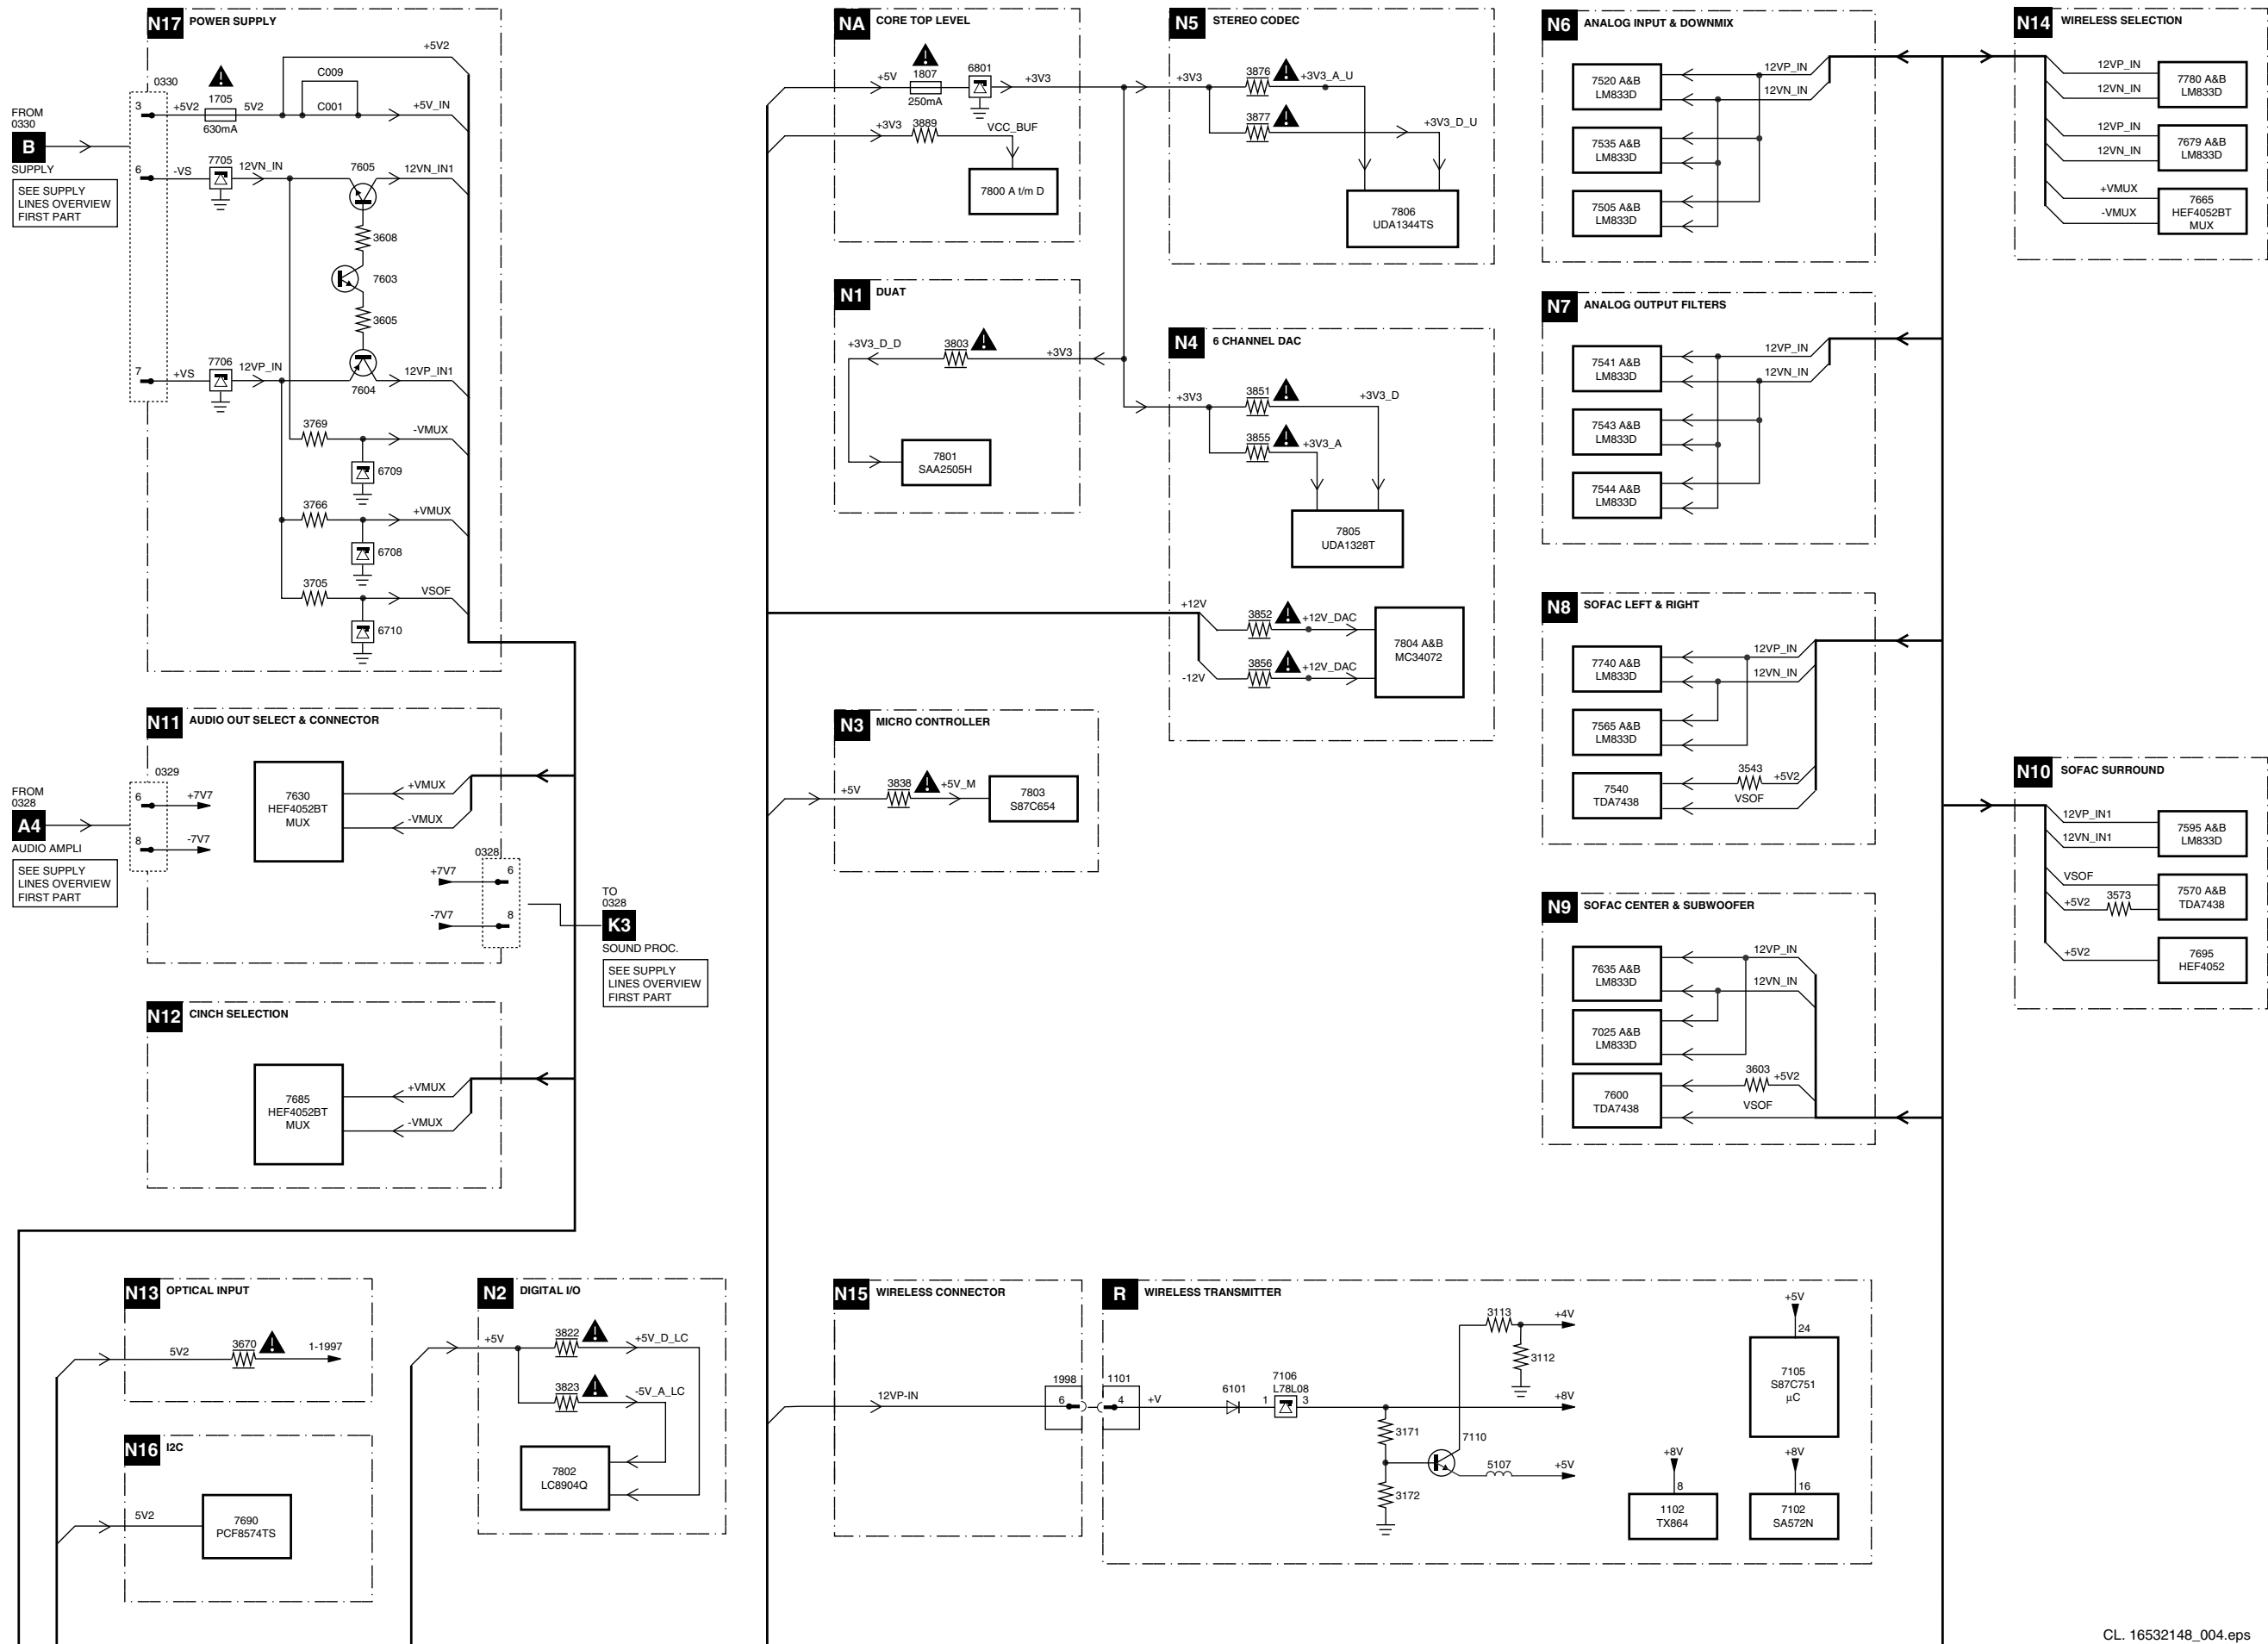 N17 POWER SUPPLY
+5V2
0330
1705
C009
3
+5V2
5V2
C001
+5V_IN
630mA
FROM
0330
B
SUPPLY
SEE SUPPLY
LINES OVERVIEW
FIRST PART
6
-VS
7705
12VN_IN
7605
12VN_IN1
3608
7603
3605
7
+VS
7706
12VP_IN
12VP_IN1
7604
3769
-VMUX
6709
3766
+VMUX
6708
3705
VSOF
6710
N11 AUDIO OUT SELECT & CONNECTOR
FROM
0328
A4
AUDIO AMPLI
SEE SUPPLY
LINES OVERVIEW
FIRST PART
0329
6
+7V7
8
-7V7
7630
HEF4052BT
MUX
+VMUX
-VMUX
0328
+7V7
6
-7V7
8
TO
0328
K3
SOUND PROC.
SEE SUPPLY
LINES OVERVIEW
FIRST PART
N12 CINCH SELECTION
7685
HEF4052BT
MUX
+VMUX
-VMUX
N13 OPTICAL INPUT
5V2
3670
1-1997
N16 I2C
5V2
7690
PCF8574TS
N2 DIGITAL I/O
+5V
3822
+5V_D_LC
3823
-5V_A_LC
7802
LC8904Q
NA CORE TOP LEVEL
+5V
1807
250mA
6801
+3V3
+3V3
3889
VCC_BUF
7800 A t/m D
N1 DUAT
+3V3_D_D
3803
+3V3
7801
SAA2505H
N5 STEREO CODEC
+3V3
3876
+3V3_A_U
3877
+3V3_D_U
7806
UDA1344TS
N4 6 CHANNEL DAC
+3V3
3851
+3V3_D
3855
+3V3_A
7805
UDA1328T
+12V
3852
+12V_DAC
-12V
3856
+12V_DAC
7804 A&B
MC34072
N3 MICRO CONTROLLER
+5V
3838
+5V_M
7803
S87C654
N15 WIRELESS CONNECTOR
12VP-IN
1998
6
R WIRELESS TRANSMITTER
1101
4
+V
6101
7106
L78L08
1
3
3113
+4V
3112
+8V
3171
7110
5107
+5V
3172
+5V
24
7105
S87C751
µC
+8V
8
1102
TX864
+8V
16
7102
SA572N
N6 ANALOG INPUT & DOWNMIX
12VP_IN
12VN_IN
7520 A&B
LM833D
7535 A&B
LM833D
7505 A&B
LM833D
N7 ANALOG OUTPUT FILTERS
12VP_IN
12VN_IN
7541 A&B
LM833D
7543 A&B
LM833D
7544 A&B
LM833D
N8 SOFAC LEFT & RIGHT
12VP_IN
12VN_IN
7740 A&B
LM833D
7565 A&B
LM833D
3543
+5V2
7540
TDA7438
VSOF
N9 SOFAC CENTER & SUBWOOFER
12VP_IN
12VN_IN
7635 A&B
LM833D
7025 A&B
LM833D
3603
+5V2
7600
TDA7438
VSOF
N14 WIRELESS SELECTION
12VP_IN
12VN_IN
7780 A&B
LM833D
12VP_IN
12VN_IN
7679 A&B
LM833D
+VMUX
-VMUX
7665
HEF4052BT
MUX
N10 SOFAC SURROUND
12VP_IN1
12VN_IN1
7595 A&B
LM833D
VSOF
+5V2
3573
7570 A&B
TDA7438
+5V2
7695
HEF4052
CL. 16532148_004.eps